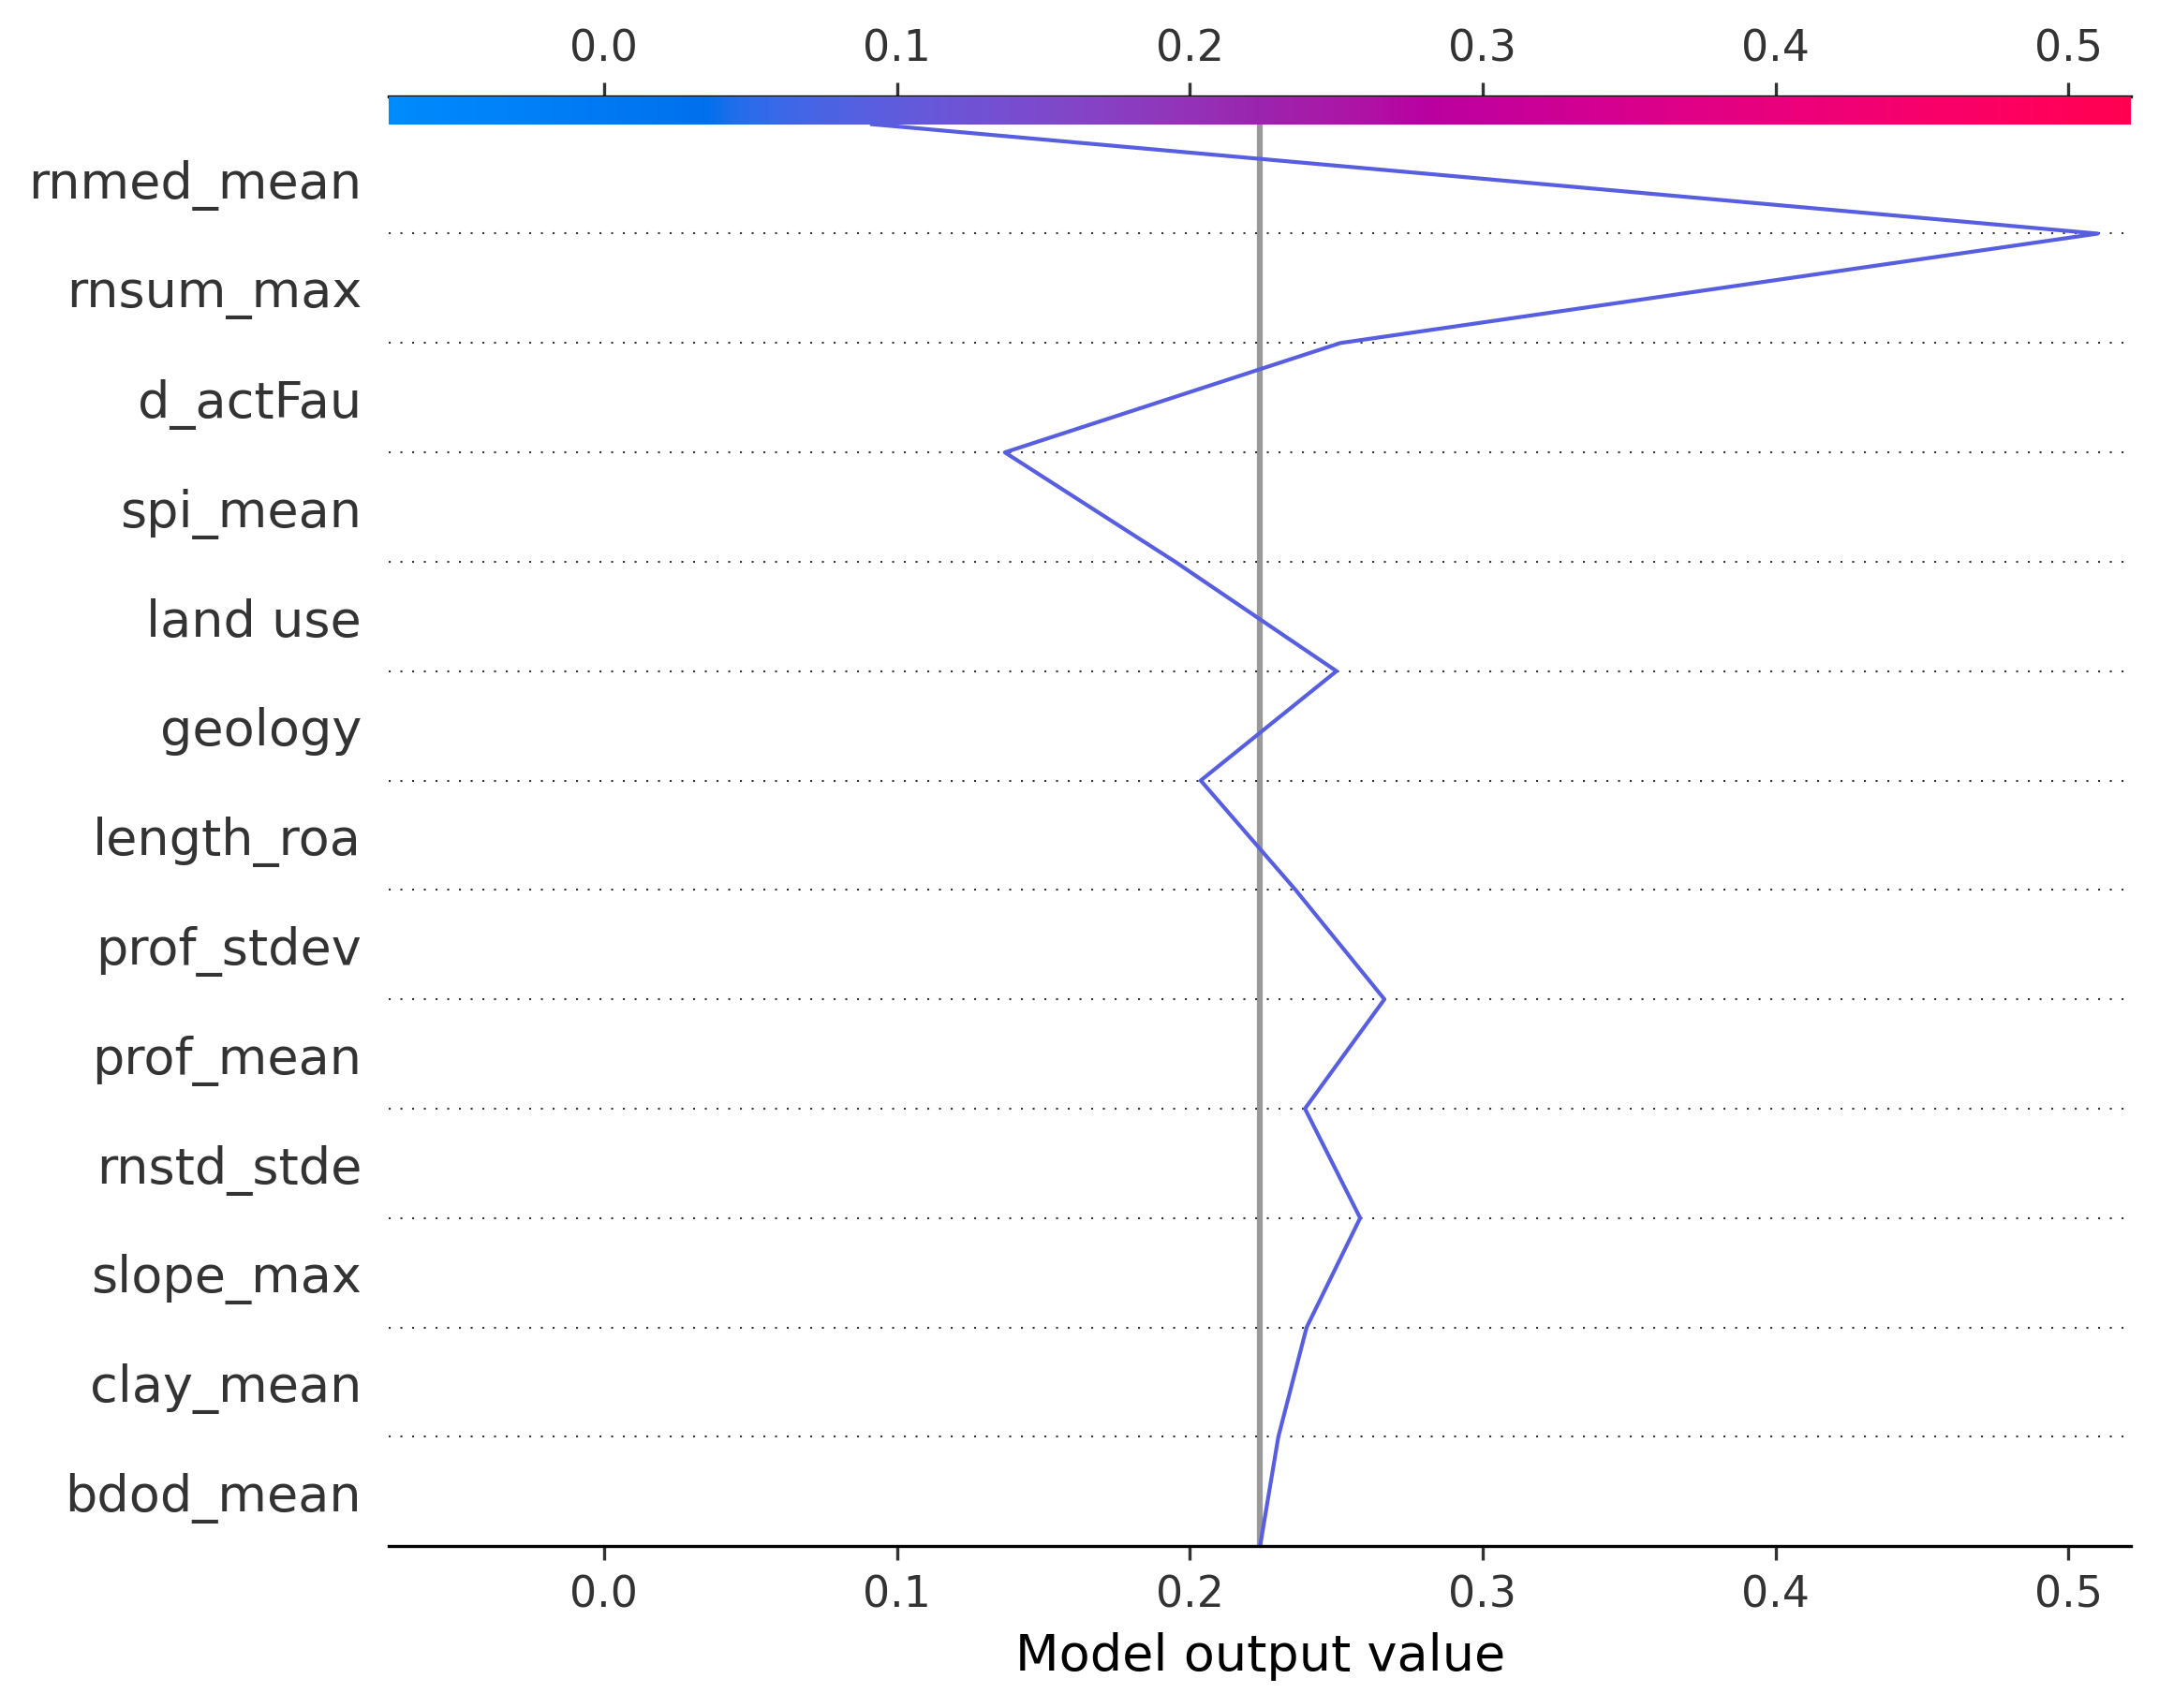 0.0 0.1 0.2 0.3 0.4 0.5
rnmed_mean
rnsum_max
d_actFau
spi_mean
land use
geology
length_roa
prof_stdev
prof_mean
rnstd_stde
slope_max
clay_mean
bdod_mean
0.0 0.1 0.2 0.3 0.4 0.5
Model output value